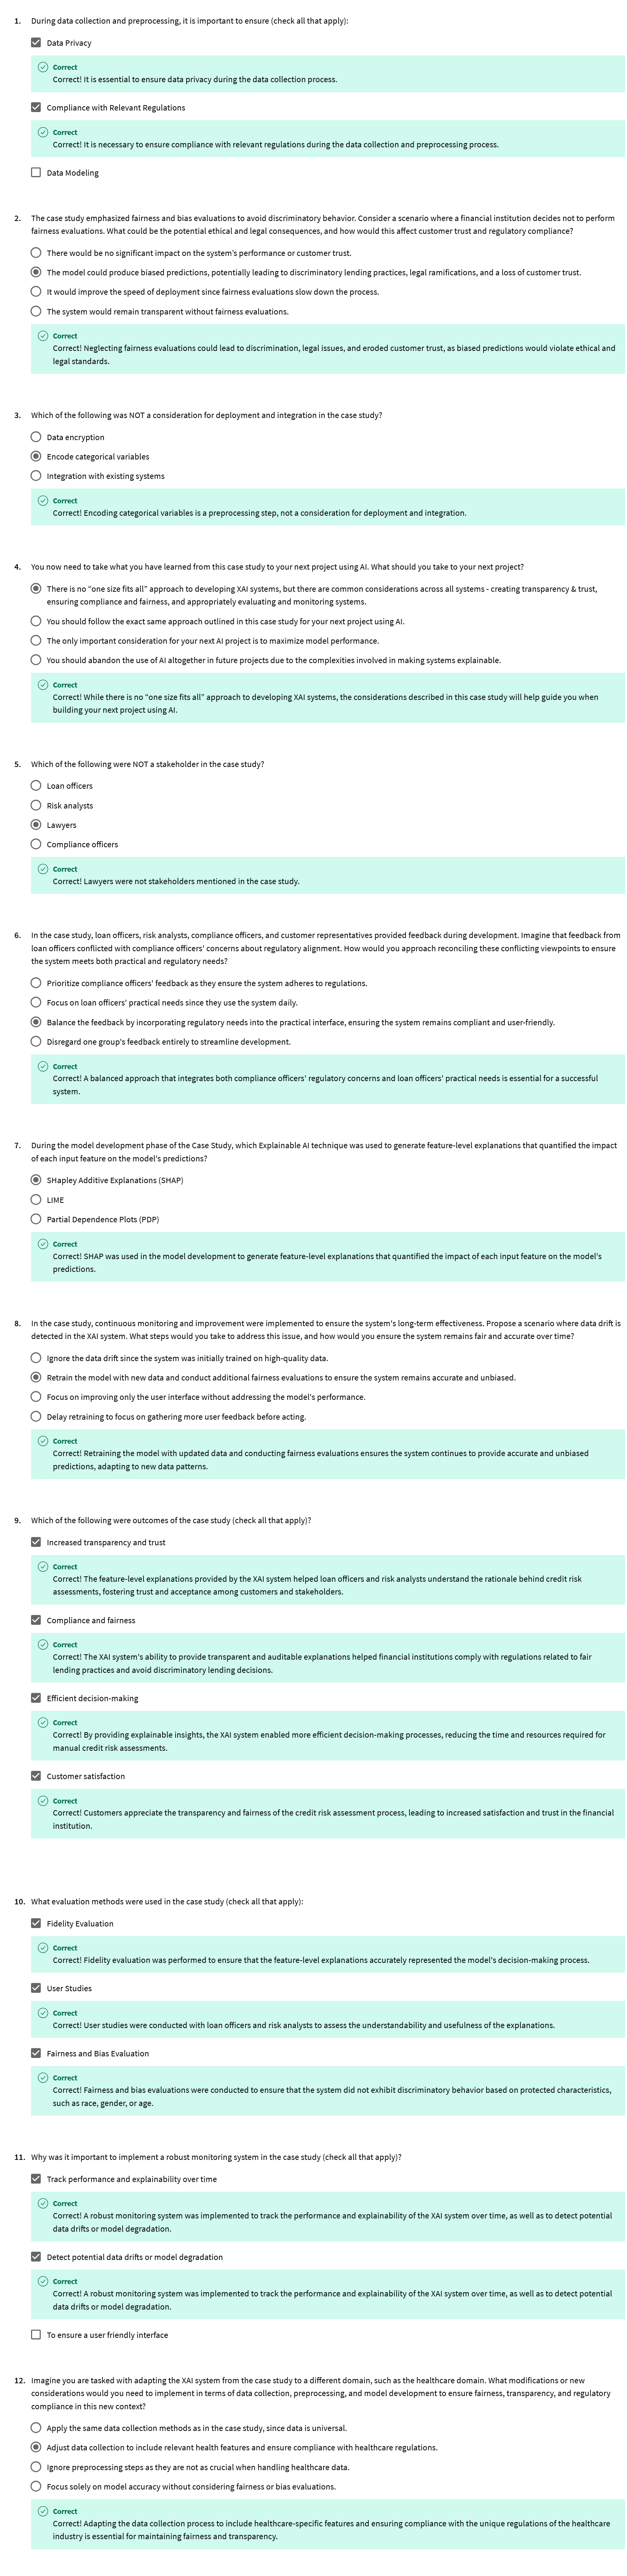 1. During data collection and preprocessing, it is important to ensure (check all that apply):
Data Privacy
Correct
Correct! It is essential to ensure data privacy during the data collection process.
Compliance with Relevant Regulations
Correct
Correct! It is necessary to ensure compliance with relevant regulations during the data collection and preprocessing process.
Data Modeling
2. The case study emphasized fairness and bias evaluations to avoid discriminatory behavior. Consider a scenario where a financial institution decides not to perform
fairness evaluations. What could be the potential ethical and legal consequences, and how would this affect customer trust and regulatory compliance?
There would be no significant impact on the system's performance or customer trust.
The model could produce biased predictions, potentially leading to discriminatory lending practices, legal ramifications, and a loss of customer trust.
It would improve the speed of deployment since fairness evaluations slow down the process.
The system would remain transparent without fairness evaluations.
Correct
Correct! Neglecting fairness evaluations could lead to discrimination, legal issues, and eroded customer trust, as biased predictions would violate ethical and
legal standards.
3. Which of the following was NOT a consideration for deployment and integration in the case study?
Data encryption
Encode categorical variables
Integration with existing systems
Correct
Correct! Encoding categorical variables is a preprocessing step, not a consideration for deployment and integration.
4. You now need to take what you have learned from this case study to your next project using AI. What should you take to your next project?
There is no “one size fits all” approach to developing XAI systems, but there are common considerations across all systems - creating transparency & trust,
ensuring compliance and fairness, and appropriately evaluating and monitoring systems.
You should follow the exact same approach outlined in this case study for your next project using AI.
The only important consideration for your next AI project is to maximize model performance.
You should abandon the use of AI altogether in future projects due to the complexities involved in making systems explainable.
Correct
Correct! While there is no “one size fits all” approach to developing XAI systems, the considerations described in this case study will help guide you when
building your next project using AI.
5. Which of the following were NOT a stakeholder in the case study?
Loan officers
Risk analysts
Lawyers
Compliance officers
Correct
Correct! Lawyers were not stakeholders mentioned in the case study.
6. In the case study, loan officers, risk analysts, compliance officers, and customer representatives provided feedback during development. Imagine that feedback from
loan officers conflicted with compliance officers' concerns about regulatory alignment. How would you approach reconciling these conflicting viewpoints to ensure
the system meets both practical and regulatory needs?
Prioritize compliance officers' feedback as they ensure the system adheres to regulations.
Focus on loan officers' practical needs since they use the system daily.
Balance the feedback by incorporating regulatory needs into the practical interface, ensuring the system remains compliant and user-friendly.
Disregard one group's feedback entirely to streamline development.
Correct
Correct! A balanced approach that integrates both compliance officers' regulatory concerns and loan officers' practical needs is essential for a successful
system.
7. During the model development phase of the Case Study, which Explainable AI technique was used to generate feature-level explanations that quantified the impact
of each input feature on the model's predictions?
SHapley Additive Explanations (SHAP)
LIME
Partial Dependence Plots (PDP)
Correct
Correct! SHAP was used in the model development to generate feature-level explanations that quantified the impact of each input feature on the model's
predictions.
8. In the case study, continuous monitoring and improvement were implemented to ensure the system's long-term effectiveness. Propose a scenario where data drift is
detected in the XAI system. What steps would you take to address this issue, and how would you ensure the system remains fair and accurate over time?
Ignore the data drift since the system was initially trained on high-quality data.
Retrain the model with new data and conduct additional fairness evaluations to ensure the system remains accurate and unbiased.
Focus on improving only the user interface without addressing the model's performance.
Delay retraining to focus on gathering more user feedback before acting.
Correct
Correct! Retraining the model with updated data and conducting fairness evaluations ensures the system continues to provide accurate and unbiased
predictions, adapting to new data patterns.
9. Which of the following were outcomes of the case study (check all that apply)?
Increased transparency and trust
Correct
Correct! The feature-level explanations provided by the XAI system helped loan officers and risk analysts understand the rationale behind credit risk
assessments, fostering trust and acceptance among customers and stakeholders.
Compliance and fairness
Correct
Correct! The XAI system's ability to provide transparent and auditable explanations helped financial institutions comply with regulations related to fair
lending practices and avoid discriminatory lending decisions.
Efficient decision-making
Correct
Correct! By providing explainable insights, the XAI system enabled more efficient decision-making processes, reducing the time and resources required for
manual credit risk assessments.
Customer satisfaction
Correct
Correct! Customers appreciate the transparency and fairness of the credit risk assessment process, leading to increased satisfaction and trust in the financial
institution.
10. What evaluation methods were used in the case study (check all that apply):
Fidelity Evaluation
Correct
Correct! Fidelity evaluation was performed to ensure that the feature-level explanations accurately represented the model's decision-making process.
User Studies
Correct
Correct! User studies were conducted with loan officers and risk analysts to assess the understandability and usefulness of the explanations.
Fairness and Bias Evaluation
Correct
Correct! Fairness and bias evaluations were conducted to ensure that the system did not exhibit discriminatory behavior based on protected characteristics,
such as race, gender, or age.
11. Why was it important to implement a robust monitoring system in the case study (check all that apply)?
Track performance and explainability over time
Correct
Correct! A robust monitoring system was implemented to track the performance and explainability of the XAI system over time, as well as to detect potential
data drifts or model degradation.
Detect potential data drifts or model degradation
Correct
Correct! A robust monitoring system was implemented to track the performance and explainability of the XAI system over time, as well as to detect potential
data drifts or model degradation.
To ensure a user friendly interface
12. Imagine you are tasked with adapting the XAI system from the case study to a different domain, such as the healthcare domain. What modifications or new
considerations would you need to implement in terms of data collection, preprocessing, and model development to ensure fairness, transparency, and regulatory
compliance in this new context?
Apply the same data collection methods as in the case study, since data is universal.
Adjust data collection to include relevant health features and ensure compliance with healthcare regulations.
Ignore preprocessing steps as they are not as crucial when handling healthcare data.
Focus solely on model accuracy without considering fairness or bias evaluations.
Correct
Correct! Adapting the data collection process to include healthcare-specific features and ensuring compliance with the unique regulations of the healthcare
industry is essential for maintaining fairness and transparency.